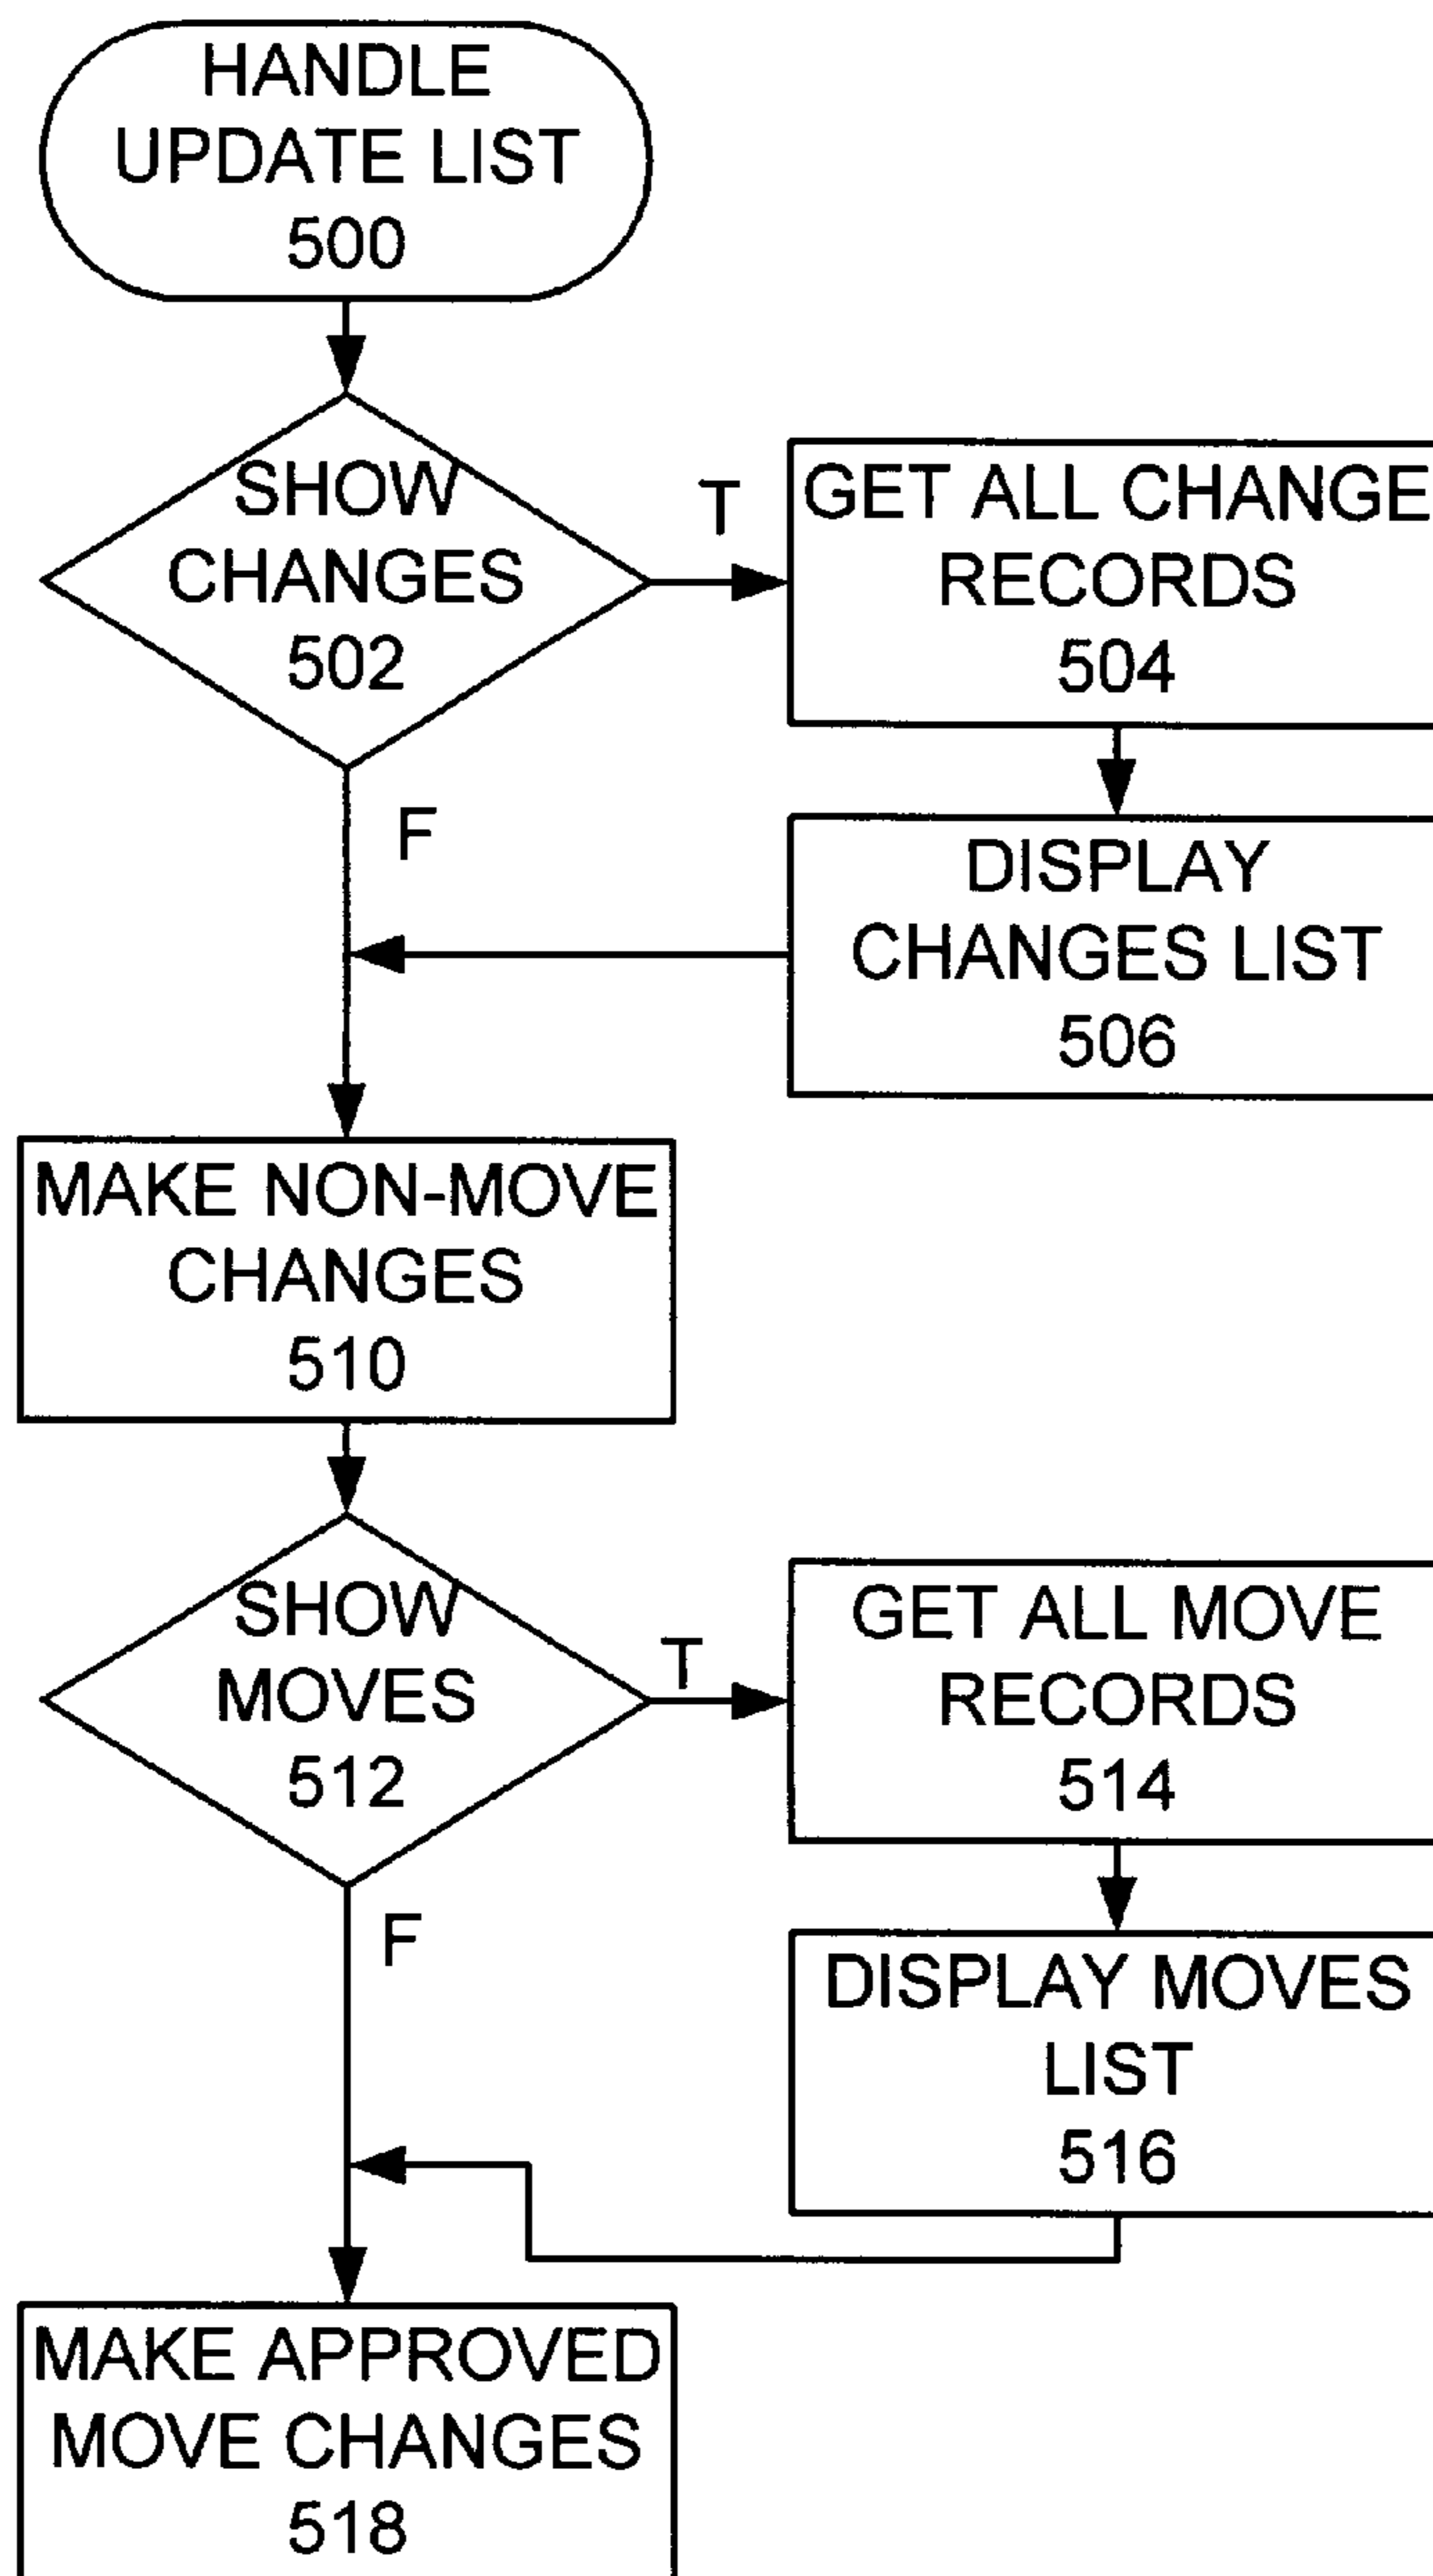 HANDLE
UPDATE LIST
500
SHOW
CHANGES
502
T
GET ALL CHANGE
RECORDS
504
F
DISPLAY
CHANGES LIST
506
MAKE NON-MOVE
CHANGES
510
SHOW
MOVES
512
T
GET ALL MOVE
RECORDS
514
F
DISPLAY MOVES
LIST
516
MAKE APPROVED
MOVE CHANGES
518